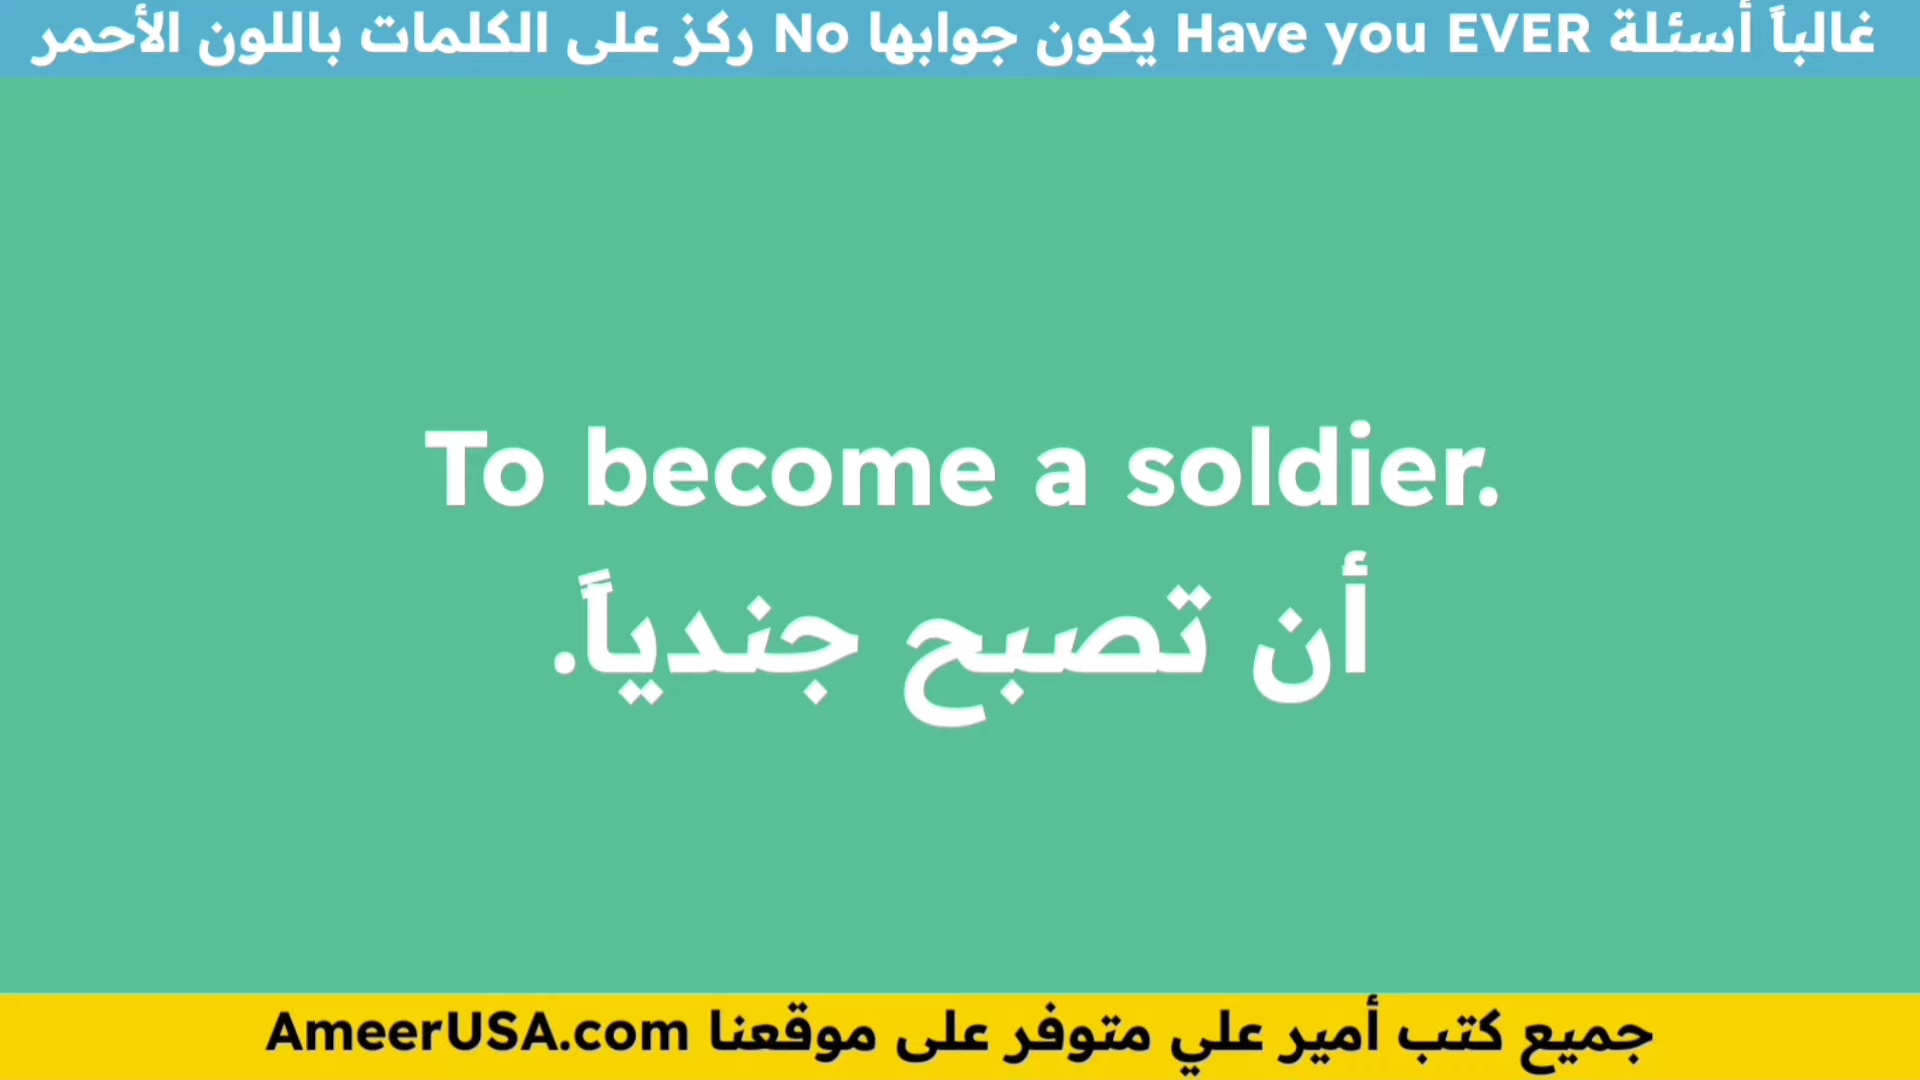 غالباً أسئلة Have you EVER يكون جوابها No ركز على الكلمات باللون الأحمر
To become a soldier.
أن تصبح جندياً.
جميع كتب أمير علي متوفر على موقعنا AmeerUSA.com